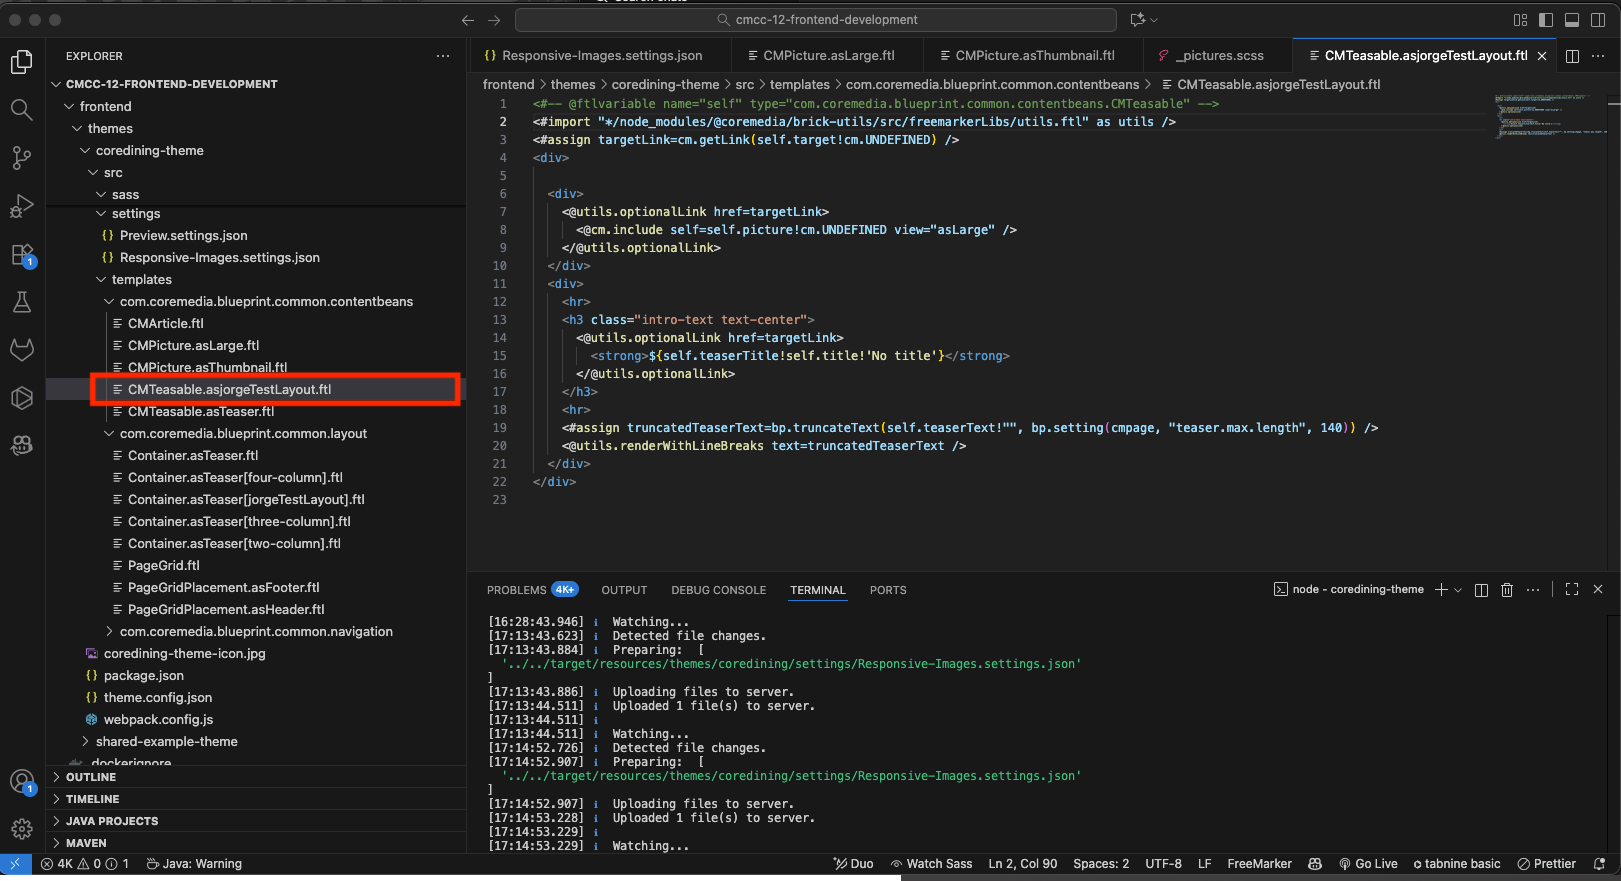 cmcc-12-frontend-development
EXPLORER
CMCC-12-FRONTEND-DEVELOPMENT
frontend
themes
coredining-theme
src
sass
settings
Preview.settings.json
Responsive-Images.settings.json
templates
com.coremedia.blueprint.common.contentbeans
CMArticle.ftl
CMPicture.asLarge.ftl
CMPicture.asThumbnail.ftl
CMTeasable.asjorgeTestLayout.ftl
CMTeasable.asTeaser.ftl
com.coremedia.blueprint.common.layout
Container.asTeaser.ftl
Container.asTeaser[four-column].ftl
Container.asTeaser[jorgeTestLayout].ftl
Container.asTeaser[three-column].ftl
Container.asTeaser[two-column].ftl
PageGrid.ftl
PageGridPlacement.asFooter.ftl
PageGridPlacement.asHeader.ftl
com.coremedia.blueprint.common.navigation
coredining-theme-icon.jpg
package.json
theme.config.json
webpack.config.js
shared-example-theme
.dockerignore
OUTLINE
TIMELINE
JAVA PROJECTS
MAVEN
1
1
{} Responsive-Images.settings.json
CMPicture.asLarge.ftl
CMPicture.asThumbnail.ftl
_pictures.scss
CMTeasable.asjorgeTestLayout.ftl
frontend > themes > coredining-theme > src > templates > com.coremedia.blueprint.common.contentbeans > CMTeasable.asjorgeTestLayout.ftl
1 <#-- @ftlvariable name="self" type="com.coremedia.blueprint.common.contentbeans.CMTeasable" -->
2 <#import "*/node_modules/@coremedia/brick-utils/src/freemarkerLibs/utils.ftl" as utils />
3 <#assign targetLink=cm.getLink(self.target!cm.UNDEFINED) />
4 <div>
5
6 <div>
7 <@utils.optionalLink href=targetLink>
8 <@cm.include self=self.picture!cm.UNDEFINED view="asLarge" />
9 </@utils.optionalLink>
10 </div>
11 <div>
12 <hr>
13 <h3 class="intro-text text-center">
14 <@utils.optionalLink href=targetLink>
15 <strong>${self.teaserTitle!self.title!'No title'}</strong>
16 </@utils.optionalLink>
17 </h3>
18 <hr>
19 <#assign truncatedTeaserText=bp.truncateText(self.teaserText!"", bp.setting(cmpage, "teaser.max.length", 140)) />
20 <@utils.renderWithLineBreaks text=truncatedTeaserText />
21 </div>
22 </div>
23
PROBLEMS 4K+ OUTPUT DEBUG CONSOLE TERMINAL PORTS
node - coredining-theme
[16:28:43.946] i Watching...
[17:13:43.623] i Detected file changes.
[17:13:43.884] i Preparing: [
'../../target/resources/themes/coredining/settings/Responsive-Images.settings.json'
]
[17:13:43.886] i Uploading files to server.
[17:13:44.511] i Uploaded 1 file(s) to server.
[17:13:44.511] i
[17:13:44.511] i Watching...
[17:14:52.726] i Detected file changes.
[17:14:52.907] i Preparing: [
'../../target/resources/themes/coredining/settings/Responsive-Images.settings.json'
]
[17:14:52.907] i Uploading files to server.
[17:14:53.228] i Uploaded 1 file(s) to server.
[17:14:53.229] i
[17:14:53.229] i Watching...
4K 0 1 Java: Warning
Duo Watch Sass Ln 2, Col 90 Spaces: 2 UTF-8 LF FreeMarker Go Live tabnine basic Prettier